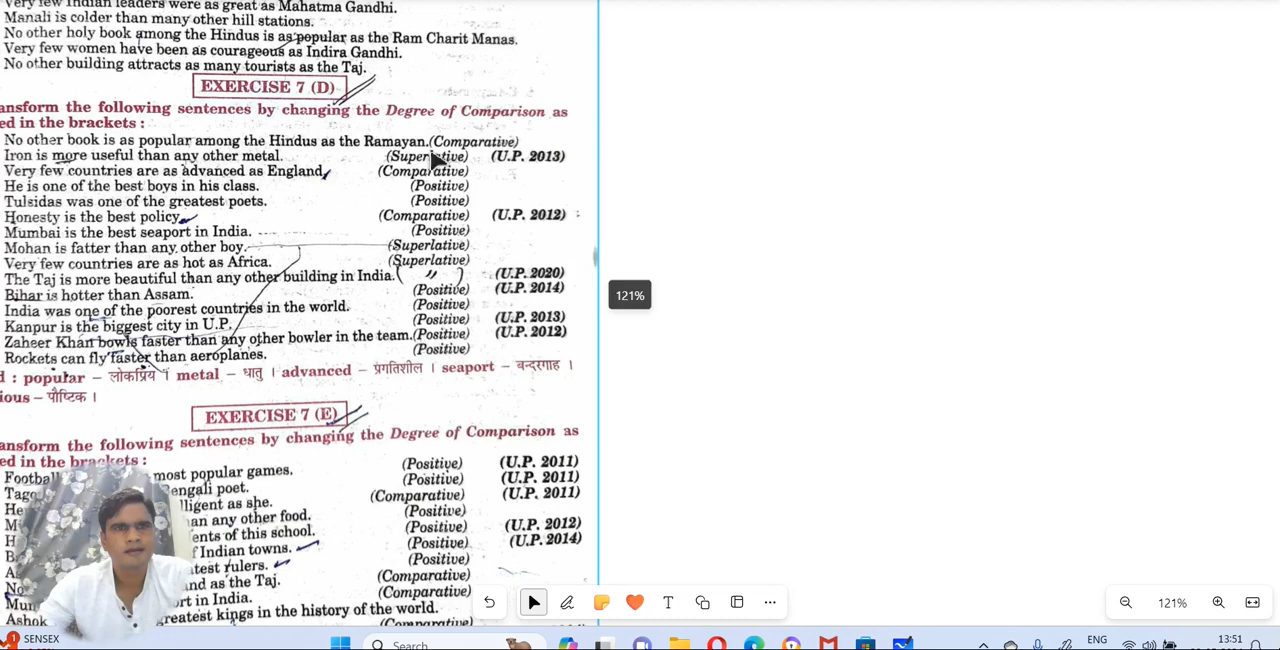 Very few Indian leaders were as great as Mahatma Gandhi.
Manali is colder than many other hill stations.
No other holy book among the Hindus is as popular as the Ram Charit Manas.
Very few women have been as courageous as Indira Gandhi.
No other building attracts as many tourists as the Taj.
EXERCISE 7 (D)
ansform the following sentences by changing the Degree of Comparison as
ed in the brackets :
No other book is as popular among the Hindus as the Ramayan. (Comparative)
Iron is more useful than any other metal. (Superlative) (U.P. 2013)
Very few countries are as advanced as England, (Comparative)
He is one of the best boys in his class. (Positive)
Tulsidas was one of the greatest poets. (Positive)
Honesty is the best policy. (Comparative) (U.P. 2012)
Mumbai is the best seaport in India. (Positive)
Mohan is fatter than any other boy. (Superlative)
Very few countries are as hot as Africa. (Superlative)
The Taj is more beautiful than any other building in India. ( " ) (U.P. 2020)
Bihar is hotter than Assam. (Positive) (U.P. 2014)
India was one of the poorest countries in the world. (Positive)
Kanpur is the biggest city in U.P. (Positive) (U.P. 2013)
Zaheer Khan bowls faster than any other bowler in the team. (Positive) (U.P. 2012)
Rockets can fly faster than aeroplanes. (Positive)
d : popular – लोकप्रिय । metal – धातु । advanced – प्रगतिशील । seaport – बन्दरगाह ।
ious – पौष्टिक ।
EXERCISE 7 (E)
ansform the following sentences by changing the Degree of Comparison as
ed in the brackets :
Football most popular games. (Positive) (U.P. 2011)
Tago engali poet. (Positive) (U.P. 2011)
He lligent as she. (Comparative) (U.P. 2011)
M an any other food. (Positive)
H ents of this school. (Positive) (U.P. 2012)
B f Indian towns. (Positive) (U.P. 2014)
A test rulers. (Positive)
No nd as the Taj. (Comparative)
Mum rt in India. (Comparative)
Ashok reatest kings in the history of the world. (Comparative)
121%
121%
SENSEX
Search
ENG
13:51